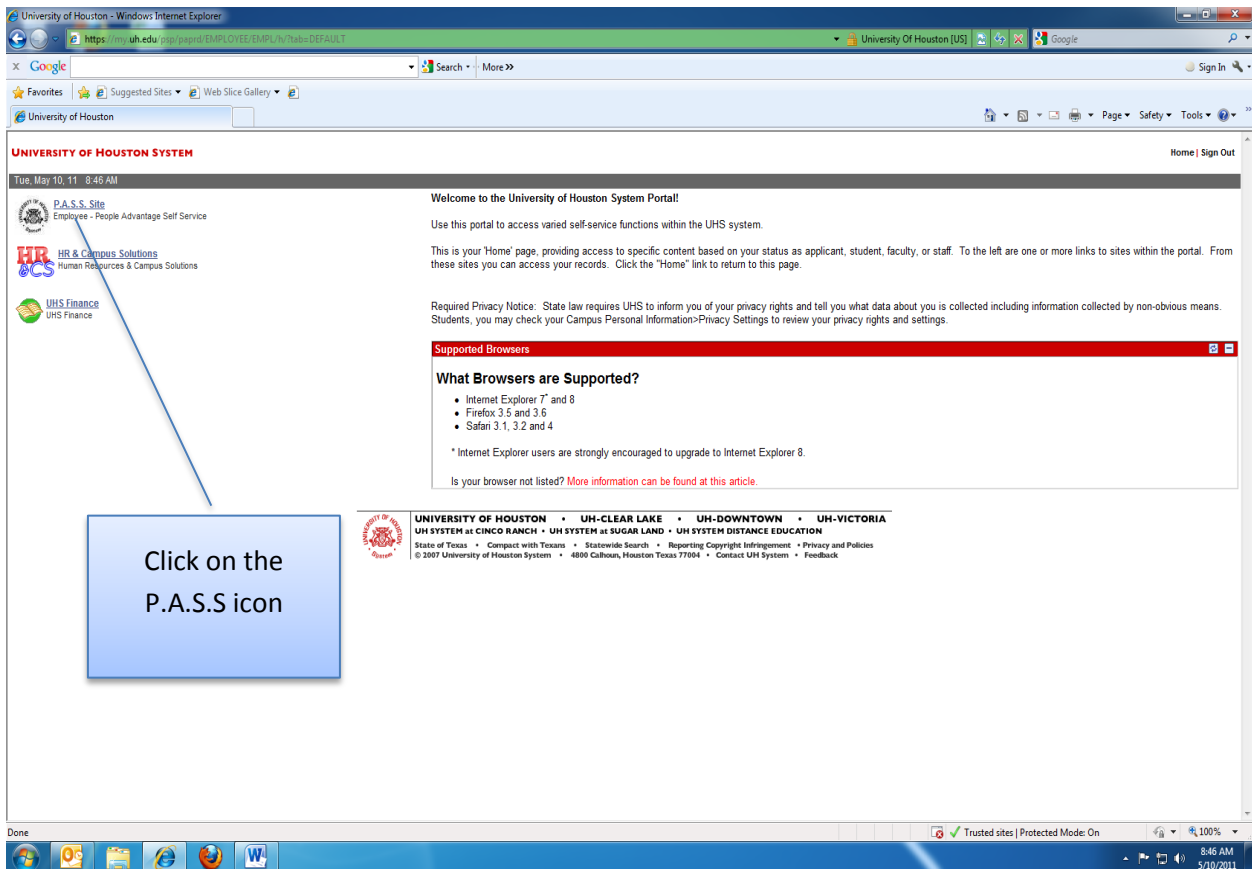 University of Houston - Windows Internet Explorer
https://my.uh.edu/psp/paprd/EMPLOYEE/EMPL/h/?tab=DEFAULT
University Of Houston [US]
Google
x Google
Search
More >>
Sign In
Favorites
Suggested Sites
Web Slice Gallery
University of Houston
Page
Safety
Tools
UNIVERSITY OF HOUSTON SYSTEM
Home | Sign Out
Tue, May 10, 11 8:46 AM
P.A.S.S. Site
Employee - People Advantage Self Service
HR & Campus Solutions
Human Resources & Campus Solutions
HR
&CS
UHS Finance
UHS Finance
Welcome to the University of Houston System Portal!
Use this portal to access varied self-service functions within the UHS system.
This is your 'Home' page, providing access to specific content based on your status as applicant, student, faculty, or staff. To the left are one or more links to sites within the portal. From
these sites you can access your records. Click the "Home" link to return to this page.
Required Privacy Notice: State law requires UHS to inform you of your privacy rights and tell you what data about you is collected including information collected by non-obvious means.
Students, you may check your Campus Personal Information>Privacy Settings to review your privacy rights and settings.
Supported Browsers
What Browsers are Supported?
• Internet Explorer 7* and 8
• Firefox 3.5 and 3.6
• Safari 3.1, 3.2 and 4
* Internet Explorer users are strongly encouraged to upgrade to Internet Explorer 8.
Is your browser not listed? More information can be found at this article.
Click on the
P.A.S.S icon
UNIVERSITY OF HOUSTON • UH-CLEAR LAKE • UH-DOWNTOWN • UH-VICTORIA
UH SYSTEM at CINCO RANCH • UH SYSTEM at SUGAR LAND • UH SYSTEM DISTANCE EDUCATION
State of Texas • Compact with Texans • Statewide Search • Reporting Copyright Infringement • Privacy and Policies
© 2007 University of Houston System • 4800 Calhoun, Houston Texas 77004 • Contact UH System • Feedback
Done
Trusted sites | Protected Mode: On
100%
8:46 AM
5/10/2011